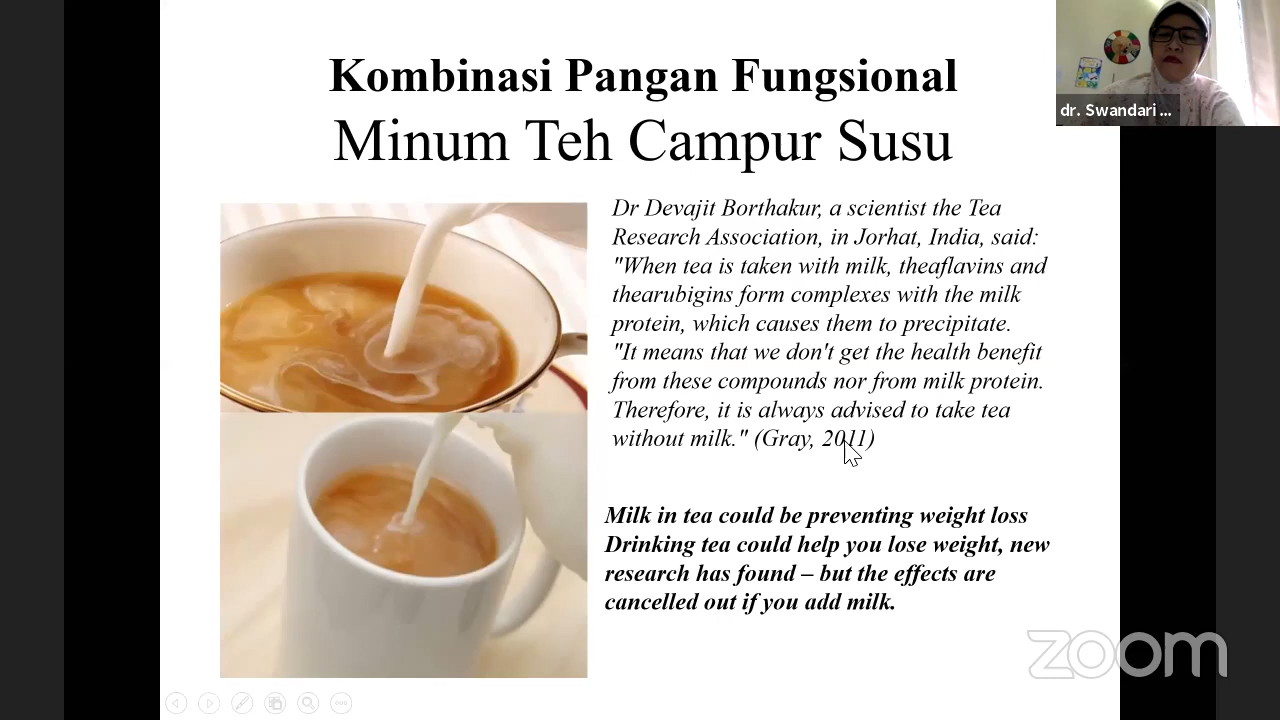 Kombinasi Pangan Fungsional
Minum Teh Campur Susu
dr. Swandari ...
Dr Devajit Borthakur, a scientist the Tea
Research Association, in Jorhat, India, said:
"When tea is taken with milk, theaflavins and
thearubigins form complexes with the milk
protein, which causes them to precipitate.
"It means that we don't get the health benefit
from these compounds nor from milk protein.
Therefore, it is always advised to take tea
without milk." (Gray, 2011)
Milk in tea could be preventing weight loss
Drinking tea could help you lose weight, new
research has found – but the effects are
cancelled out if you add milk.
zoom